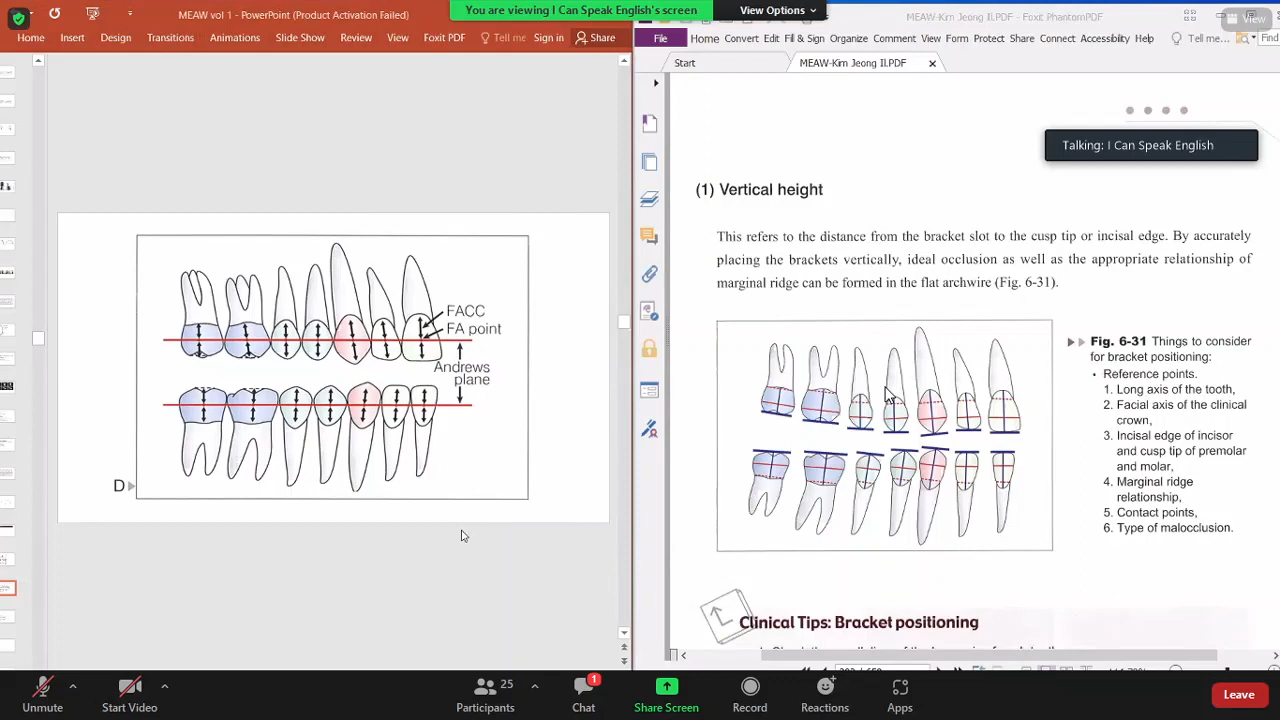 MEAW vol 1 - PowerPoint (Product Activation Failed)
You are viewing I Can Speak English's screen
View Options
MEAW-Kim Jeong Il.PDF - Foxit PhantomPDF
View
Home Insert Design Transitions Animations Slide Show Review View Foxit PDF Tell me Sign in Share
File Home Convert Edit Fill & Sign Organize Comment View Form Protect Share Connect Accessibility Help Tell me... Find
Start
MEAW-Kim Jeong Il.PDF
Talking: I Can Speak English
(1) Vertical height
This refers to the distance from the bracket slot to the cusp tip or incisal edge. By accurately
placing the brackets vertically, ideal occlusion as well as the appropriate relationship of
marginal ridge can be formed in the flat archwire (Fig. 6-31).
FACC
FA point
Andrews
plane
D
Fig. 6-31 Things to consider
for bracket positioning:
• Reference points.
1. Long axis of the tooth,
2. Facial axis of the clinical
crown,
3. Incisal edge of incisor
and cusp tip of premolar
and molar,
4. Marginal ridge
relationship,
5. Contact points,
6. Type of malocclusion.
Clinical Tips: Bracket positioning
25
1
Unmute Start Video Participants Chat Share Screen Record Reactions Apps Leave